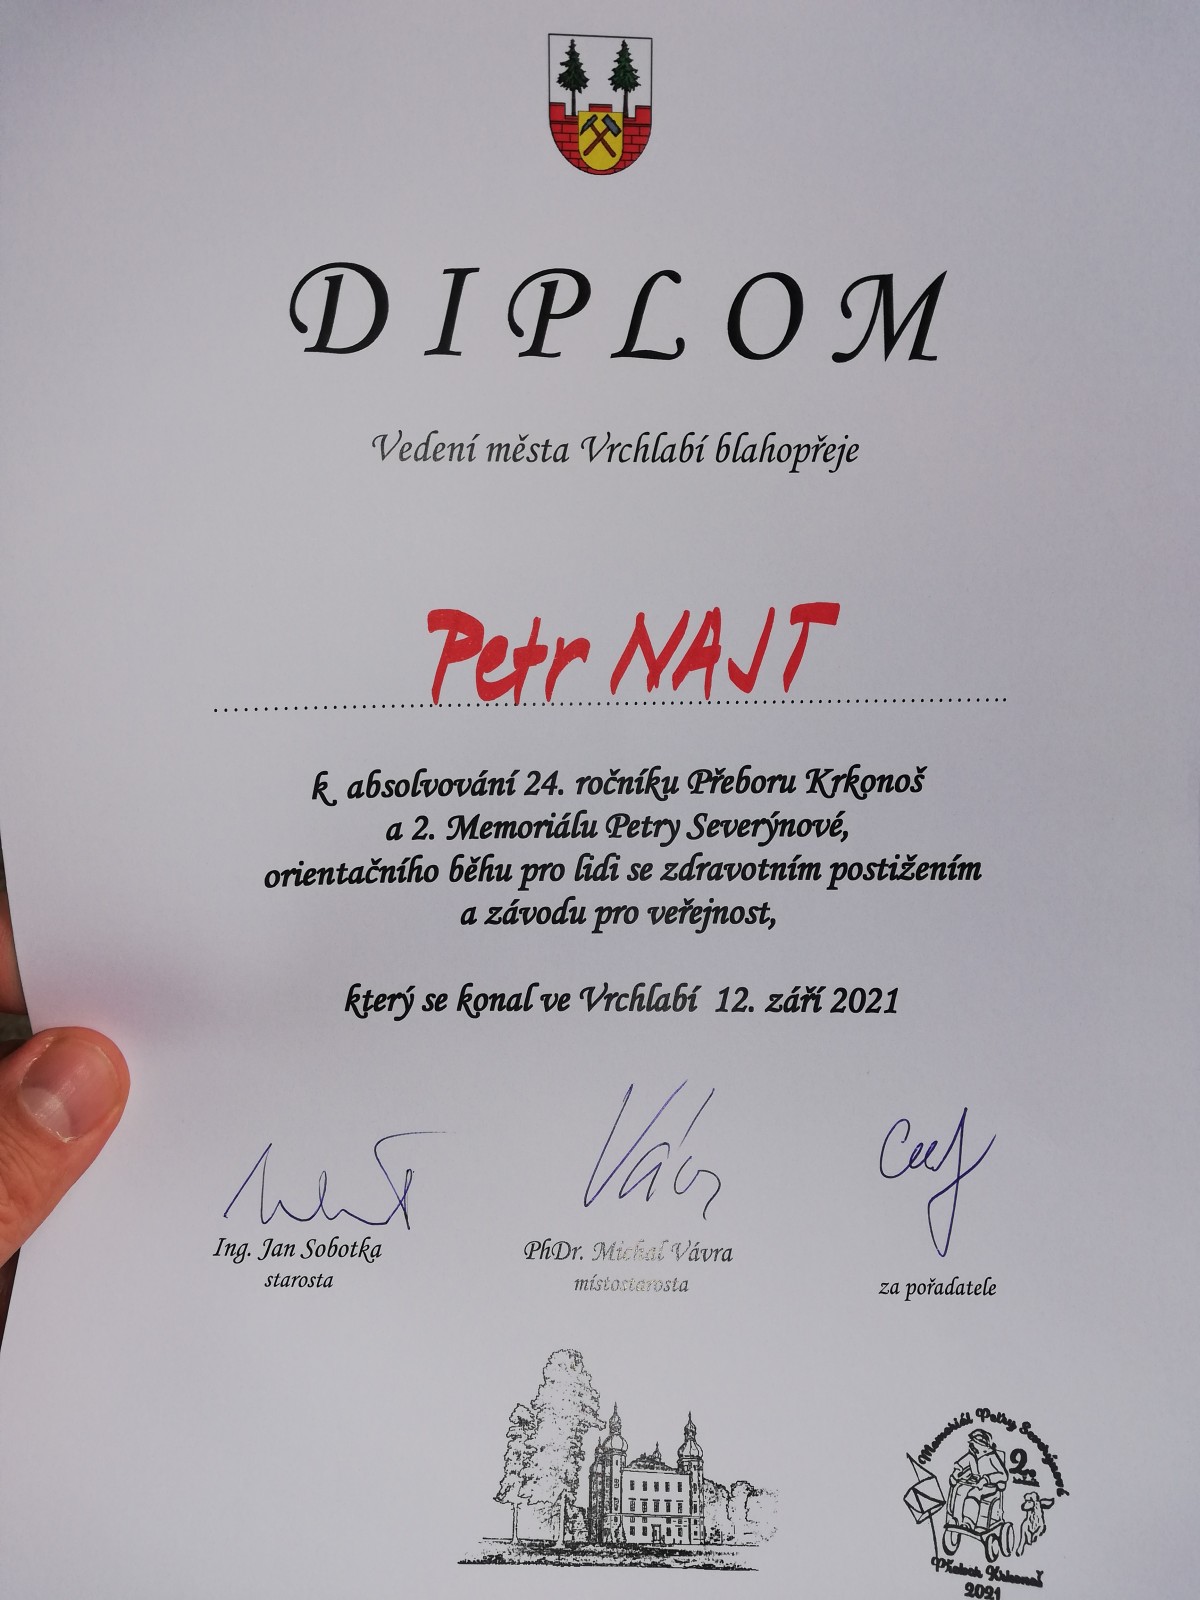 DIPLOM
Vedení města Vrchlabí blahopřeje
Petr NAJT
k absolvování 24. ročníku Přeboru Krkonoš
a 2. Memoriálu Petry Severýnové,
orientačního běhu pro lidi se zdravotním postižením
a závodu pro veřejnost,
který se konal ve Vrchlabí 12. září 2021
Vávr
Ing. Jan Sobotka
starosta
PhDr. Michal Vávra
místostarosta
za pořadatele
Memoriál Petry Severýnové
Přebor Krkonoš
2021